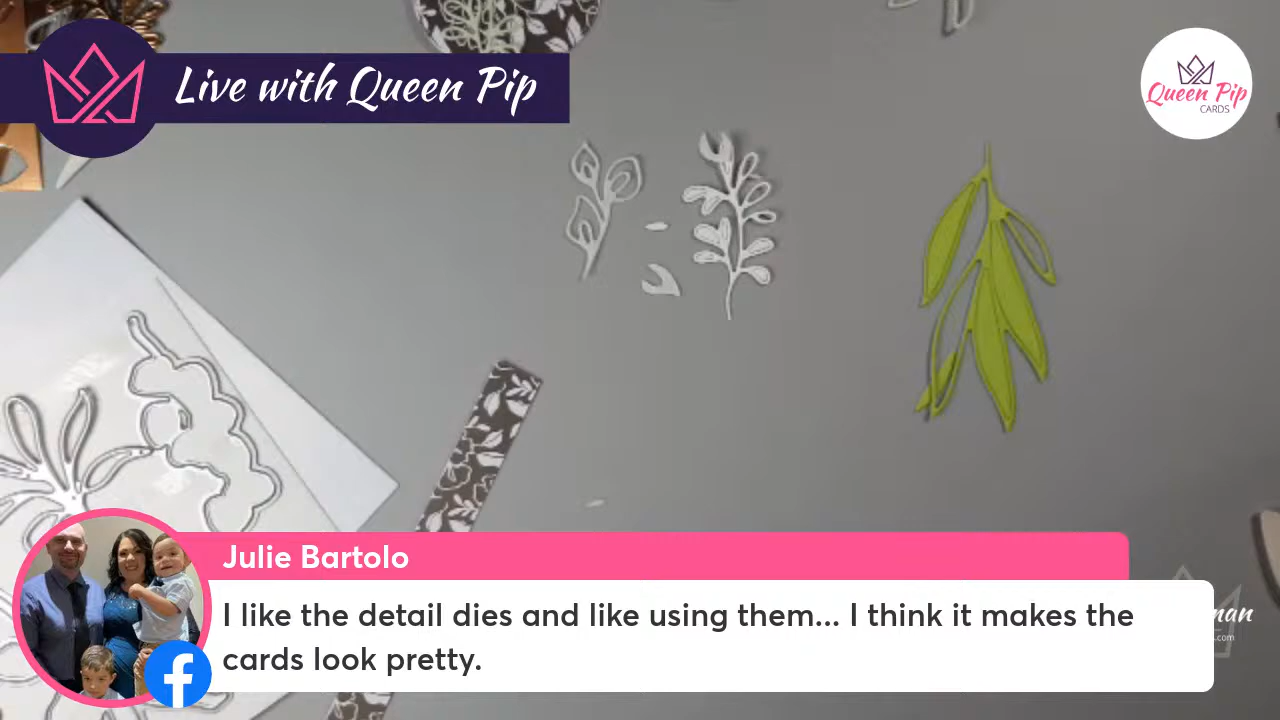 Live with Queen Pip
Queen Pip
CARDS
Julie Bartolo
I like the detail dies and like using them... I think it makes the
cards look pretty.